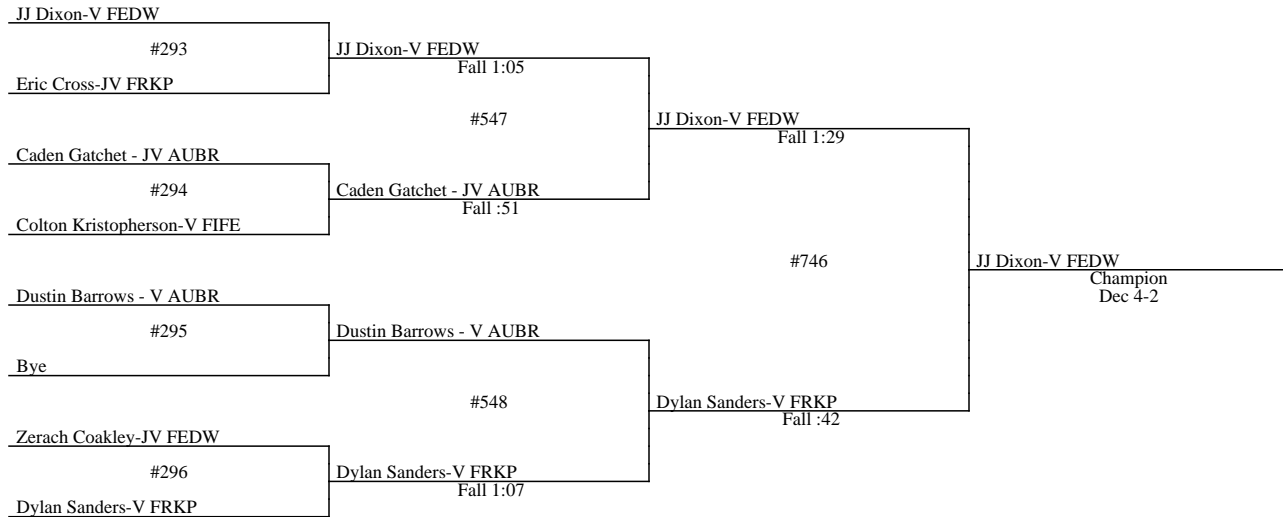 JJ Dixon-V FEDW
#293
JJ Dixon-V FEDW
Fall 1:05
Eric Cross-JV FRKP
#547
JJ Dixon-V FEDW
Fall 1:29
Caden Gatchet - JV AUBR
#294
Caden Gatchet - JV AUBR
Fall :51
Colton Kristopherson-V FIFE
#746
JJ Dixon-V FEDW
Champion
Dec 4-2
Dustin Barrows - V AUBR
#295
Dustin Barrows - V AUBR
Bye
#548
Dylan Sanders-V FRKP
Fall :42
Zerach Coakley-JV FEDW
#296
Dylan Sanders-V FRKP
Fall 1:07
Dylan Sanders-V FRKP